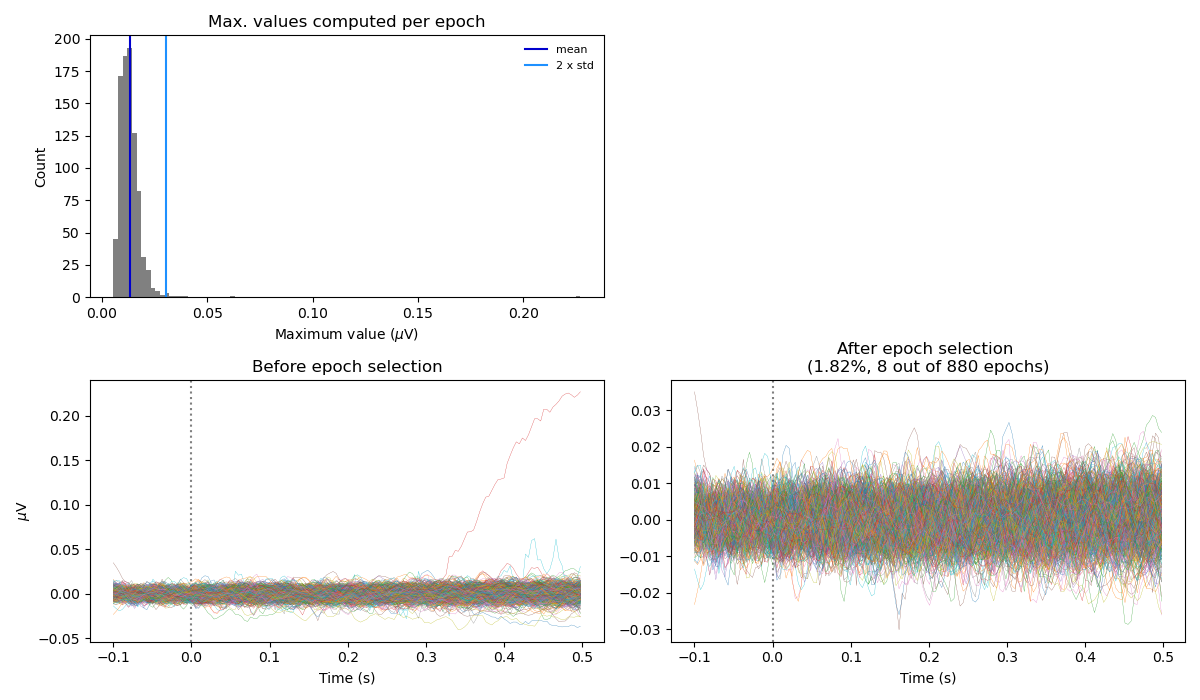 Max. values computed per epoch
200
175
150
125
100
75
50
25
0
Count
mean
2 x std
0.00 0.05 0.10 0.15 0.20
Maximum value (μV)
Before epoch selection
0.20
0.15
0.10
0.05
0.00
−0.05
μV
−0.1 0.0 0.1 0.2 0.3 0.4 0.5
Time (s)
After epoch selection
(1.82%, 8 out of 880 epochs)
0.03
0.02
0.01
0.00
−0.01
−0.02
−0.03
−0.1 0.0 0.1 0.2 0.3 0.4 0.5
Time (s)